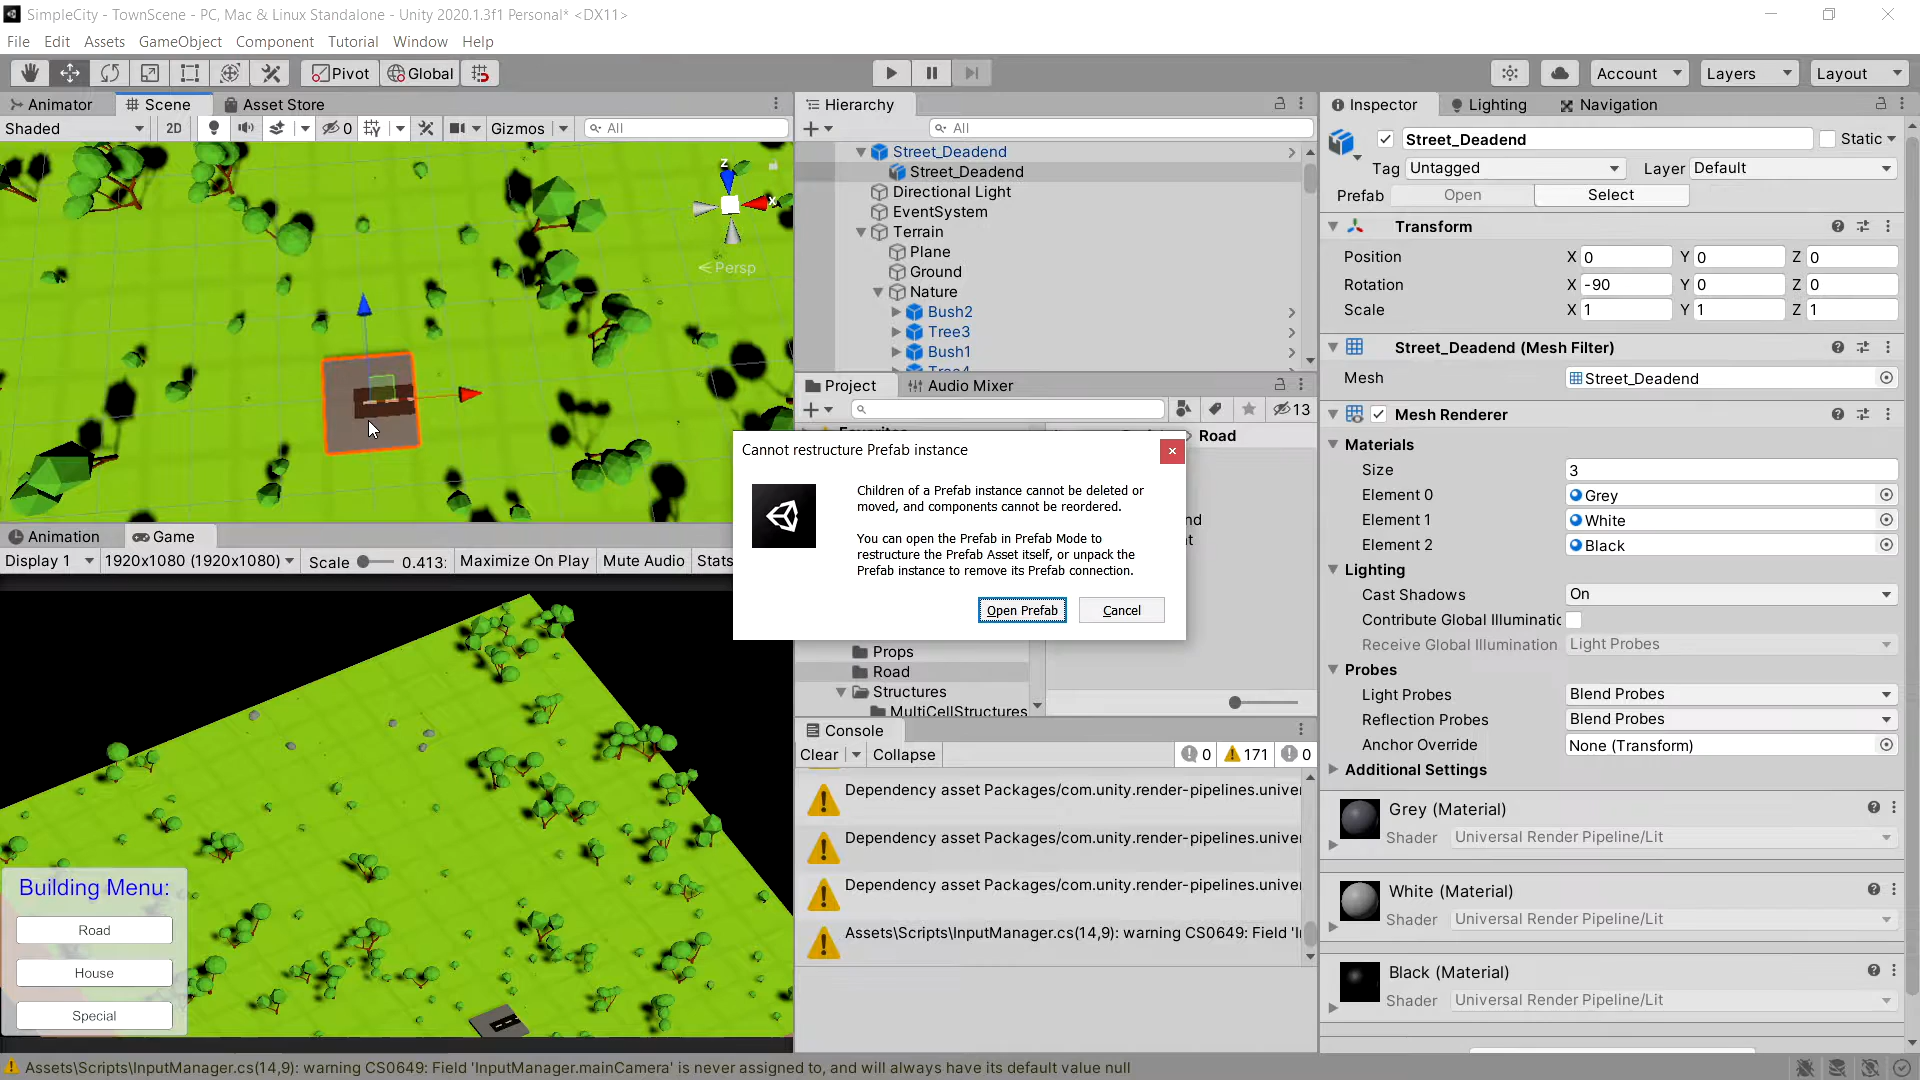 SimpleCity - TownScene - PC, Mac & Linux Standalone - Unity 2020.1.3f1 Personal* <DX11>
File Edit Assets GameObject Component Tutorial Window Help
Pivot Global Account Layers Layout
Animator Scene Asset Store
Shaded 2D 0 Gizmos All
z
x
Persp
Animation Game
Display 1 1920x1080 (1920x1080) Scale 0.413: Maximize On Play Mute Audio Stats
Building Menu:
Road
House
Special
Hierarchy
All
Street_Deadend
Street_Deadend
Directional Light
EventSystem
Terrain
Plane
Ground
Nature
Bush2
Tree3
Bush1
Tree4
Project Audio Mixer
13
Favorites
Road
Cannot restructure Prefab instance
Children of a Prefab instance cannot be deleted or
moved, and components cannot be reordered.
You can open the Prefab in Prefab Mode to
restructure the Prefab Asset itself, or unpack the
Prefab instance to remove its Prefab connection.
Open Prefab Cancel
Props
Road
Structures
MultiCellStructures
Console
Clear Collapse 0 171 0
Dependency asset Packages/com.unity.render-pipelines.univer
Dependency asset Packages/com.unity.render-pipelines.univer
Dependency asset Packages/com.unity.render-pipelines.univer
Assets\Scripts\InputManager.cs(14,9): warning CS0649: Field 'I
Inspector Lighting Navigation
Street_Deadend Static
Tag Untagged Layer Default
Prefab Open Select
Transform
Position X 0 Y 0 Z 0
Rotation X -90 Y 0 Z 0
Scale X 1 Y 1 Z 1
Street_Deadend (Mesh Filter)
Mesh Street_Deadend
Mesh Renderer
Materials
Size 3
Element 0 Grey
Element 1 White
Element 2 Black
Lighting
Cast Shadows On
Contribute Global Illuminatic
Receive Global Illumination Light Probes
Probes
Light Probes Blend Probes
Reflection Probes Blend Probes
Anchor Override None (Transform)
Additional Settings
Grey (Material)
Shader Universal Render Pipeline/Lit
White (Material)
Shader Universal Render Pipeline/Lit
Black (Material)
Shader Universal Render Pipeline/Lit
Assets\Scripts\InputManager.cs(14,9): warning CS0649: Field 'InputManager.mainCamera' is never assigned to, and will always have its default value null